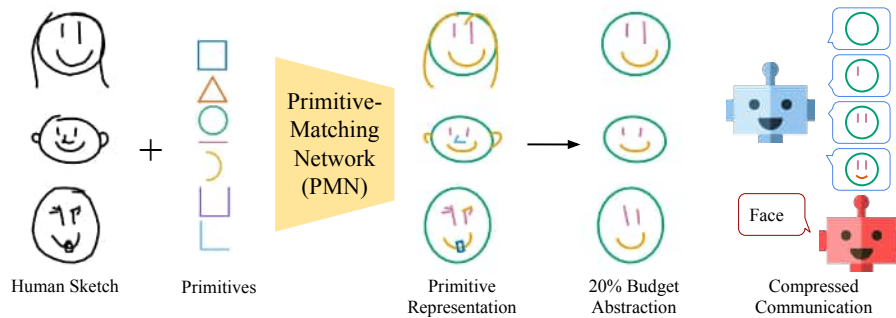 Primitive-
Matching
Network
(PMN)
Face
Human Sketch
Primitives
Primitive
Representation
20% Budget
Abstraction
Compressed
Communication